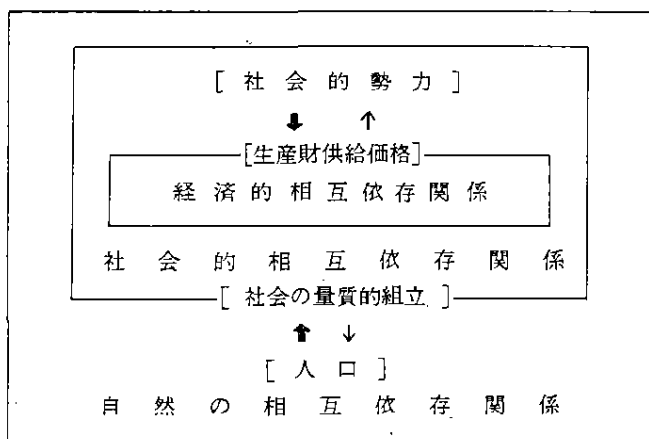 [社会的勢力]
⬇ ↑
[生産財供給価格]
経済的相互依存関係
社会的相互依存関係
[社会の量質的組立]
⬆ ↓
[人口]
自然の相互依存関係